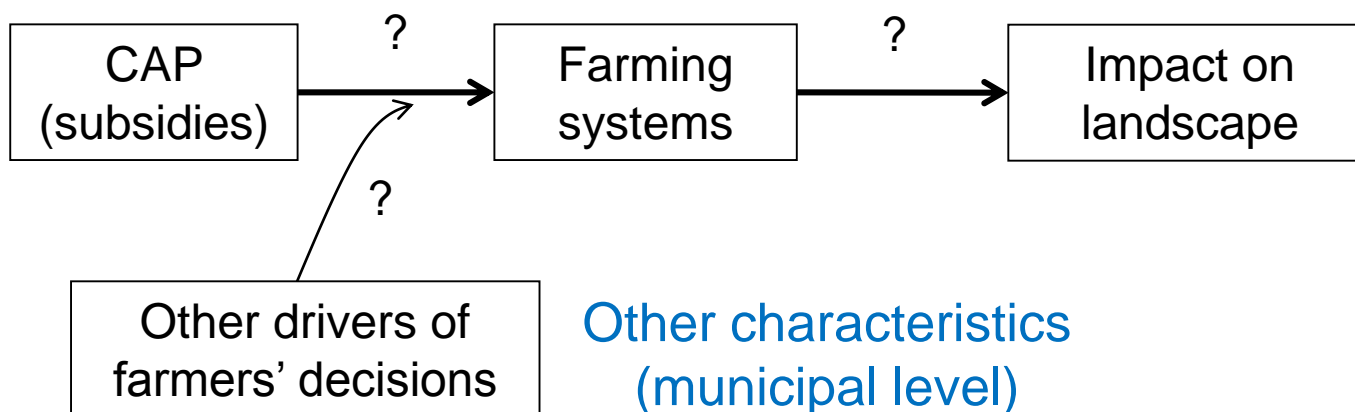 ?
?
CAP
(subsidies)
Farming
systems
Impact on
landscape
?
Other drivers of
farmers’ decisions
Other characteristics
(municipal level)